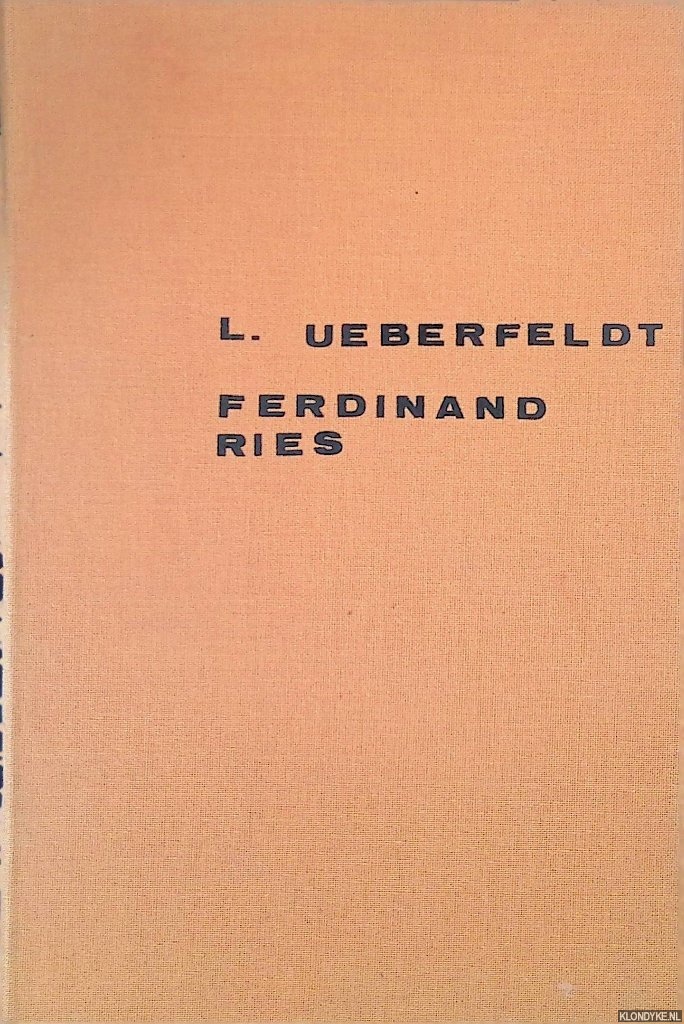 L. UEBERFELDT
FERDINAND
RIES
KLONDYKE.NL